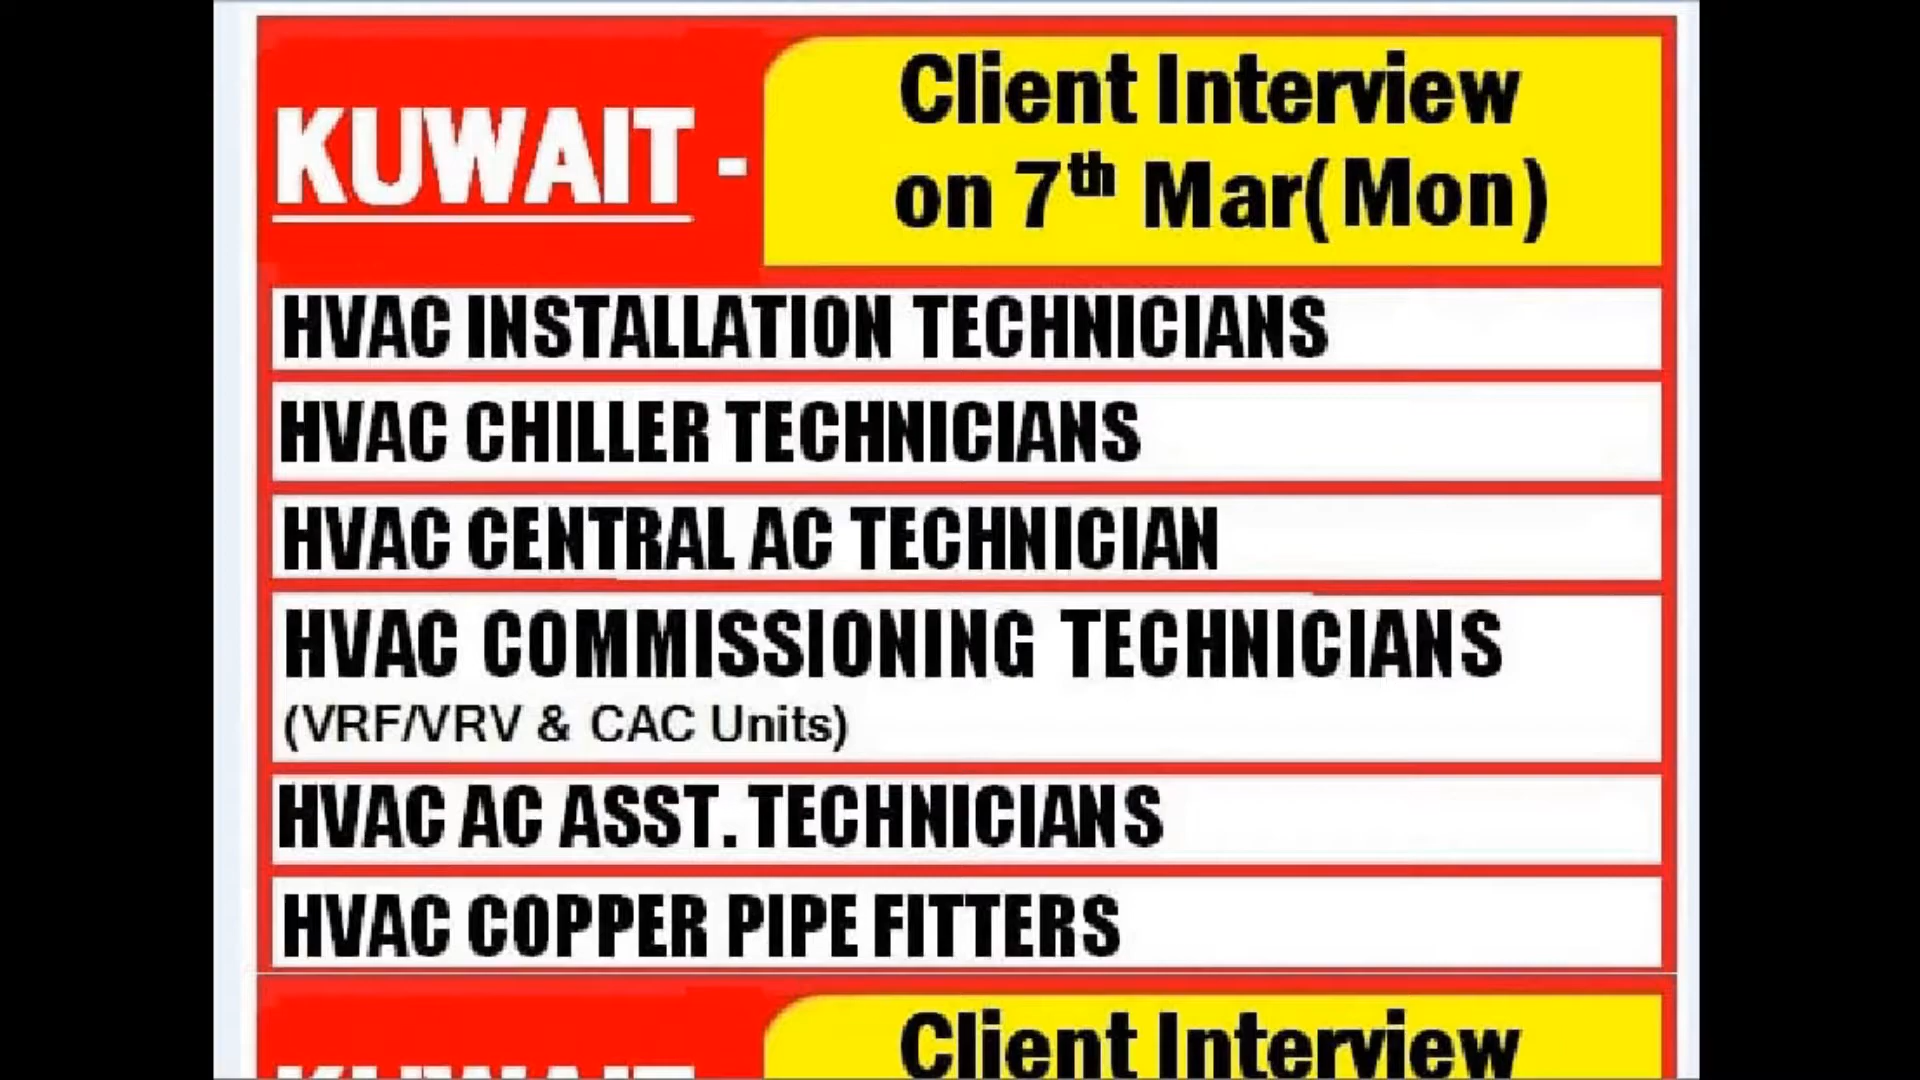 KUWAIT -
Client Interview
on 7th Mar(Mon)
HVAC INSTALLATION TECHNICIANS
HVAC CHILLER TECHNICIANS
HVAC CENTRAL AC TECHNICIAN
HVAC COMMISSIONING TECHNICIANS
(VRF/VRV & CAC Units)
HVAC AC ASST. TECHNICIANS
HVAC COPPER PIPE FITTERS
KUWAIT
Client Interview